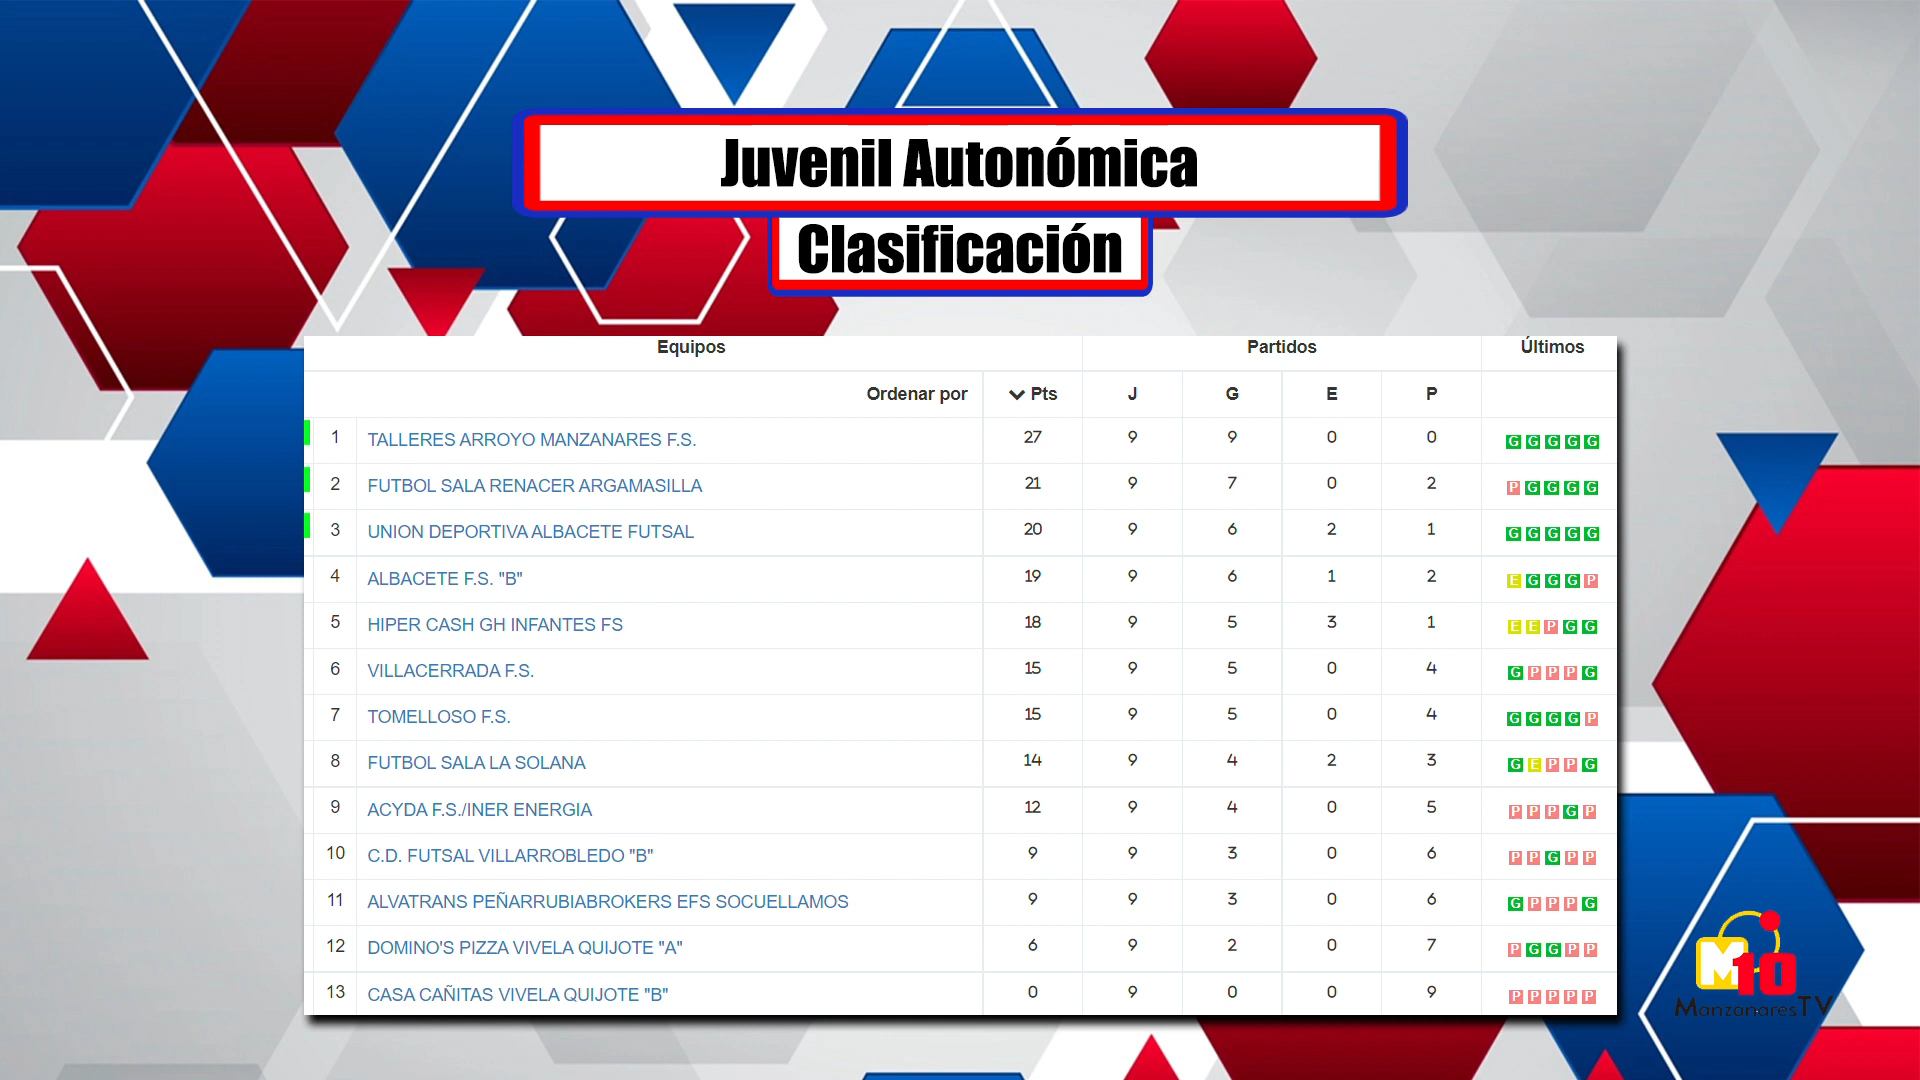 Juvenil Autonómica
Clasificación
Equipos Partidos Últimos
Ordenar por Pts J G E P
1 TALLERES ARROYO MANZANARES F.S. 27 9 9 0 0 G G G G G
2 FUTBOL SALA RENACER ARGAMASILLA 21 9 7 0 2 P G G G G
3 UNION DEPORTIVA ALBACETE FUTSAL 20 9 6 2 1 G G G G G
4 ALBACETE F.S. "B" 19 9 6 1 2 E G G G P
5 HIPER CASH GH INFANTES FS 18 9 5 3 1 E E P G G
6 VILLACERRADA F.S. 15 9 5 0 4 G P P P G
7 TOMELLOSO F.S. 15 9 5 0 4 G G G G P
8 FUTBOL SALA LA SOLANA 14 9 4 2 3 G E P P G
9 ACYDA F.S./INER ENERGIA 12 9 4 0 5 P P P G P
10 C.D. FUTSAL VILLARROBLEDO "B" 9 9 3 0 6 P P G P P
11 ALVATRANS PEÑARRUBIABROKERS EFS SOCUELLAMOS 9 9 3 0 6 G P P P G
12 DOMINO'S PIZZA VIVELA QUIJOTE "A" 6 9 2 0 7 P G G P P
13 CASA CAÑITAS VIVELA QUIJOTE "B" 0 9 0 0 9 P P P P P
M10
Manzanares TV